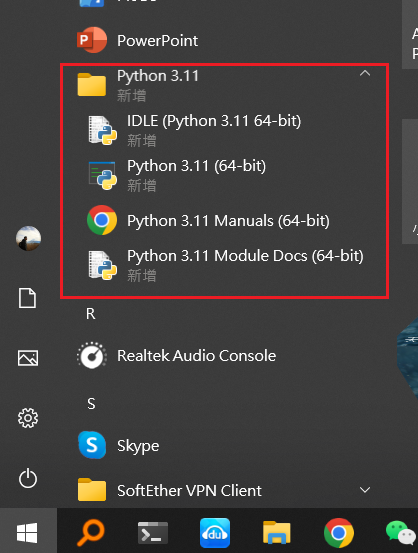 PowerPoint
Python 3.11
新增
IDLE (Python 3.11 64-bit)
新增
Python 3.11 (64-bit)
新增
Python 3.11 Manuals (64-bit)
Python 3.11 Module Docs (64-bit)
新增
R
Realtek Audio Console
S
Skype
SoftEther VPN Client
du